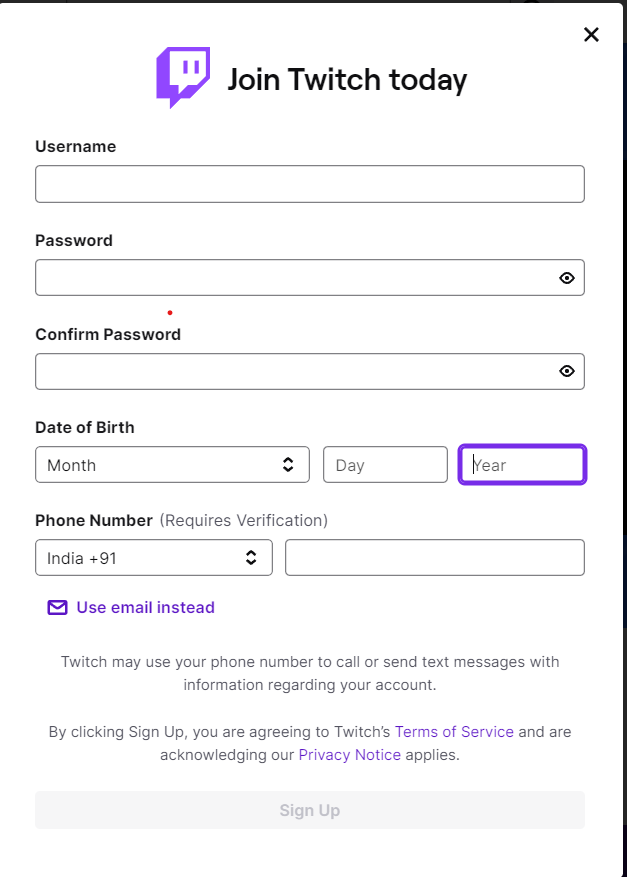 Join Twitch today
Username
Password
Confirm Password
Date of Birth
Month Day Year
Phone Number (Requires Verification)
India +91
Use email instead
Twitch may use your phone number to call or send text messages with
information regarding your account.
By clicking Sign Up, you are agreeing to Twitch's Terms of Service and are
acknowledging our Privacy Notice applies.
Sign Up